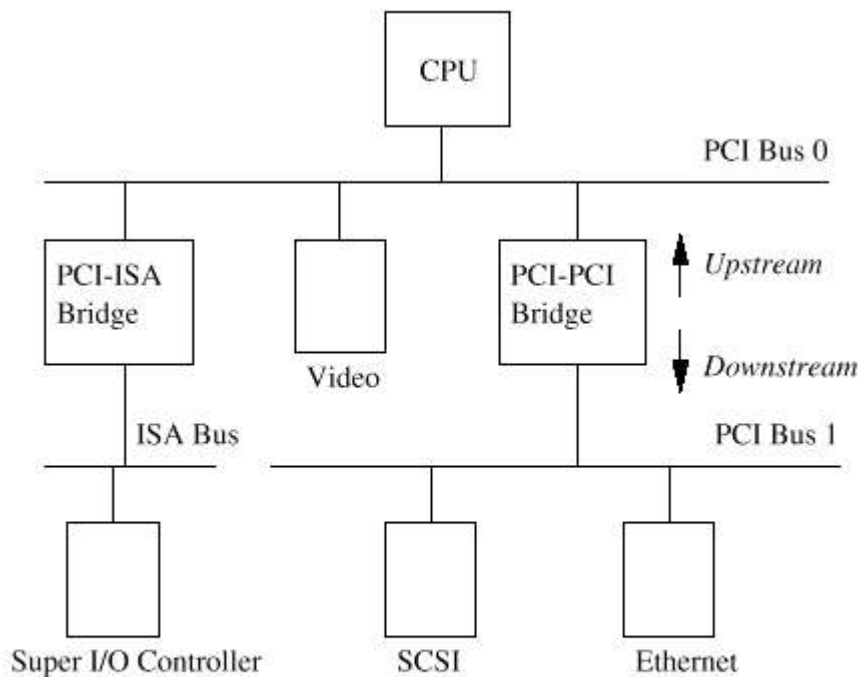 CPU
PCI Bus 0
PCI-ISA
Bridge
PCI-PCI
Bridge
Upstream
Video
Downstream
ISA Bus
PCI Bus 1
Super I/O Controller
SCSI
Ethernet